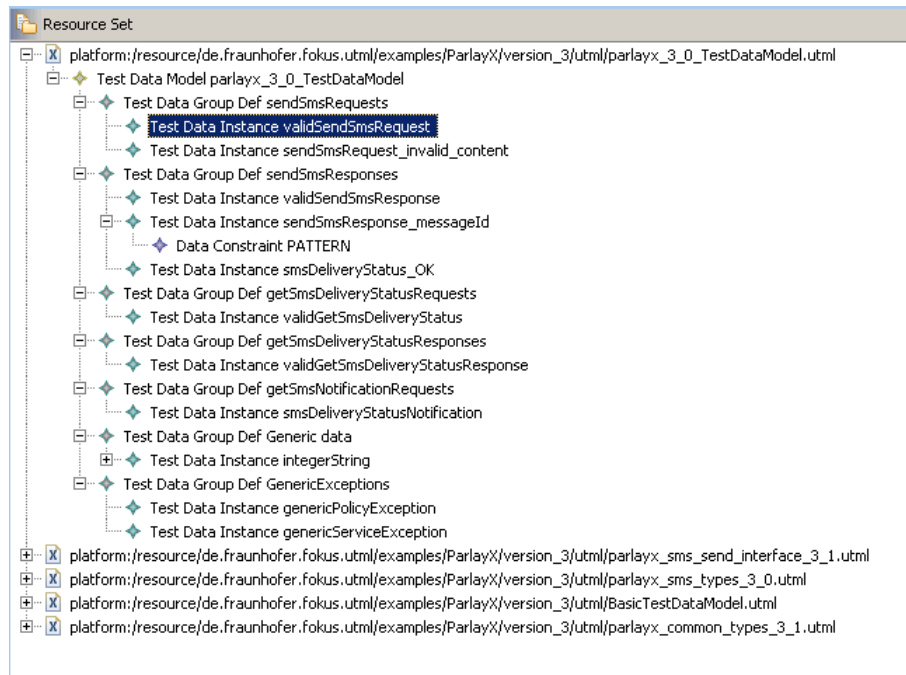 Resource Set
platform:/resource/de.fraunhofer.fokus.utml/examples/ParlayX/version_3/utml/parlayx_3_0_TestDataModel.utml
Test Data Model parlayx_3_0_TestDataModel
Test Data Group Def sendSmsRequests
Test Data Instance validSendSmsRequest
Test Data Instance sendSmsRequest_invalid_content
Test Data Group Def sendSmsResponses
Test Data Instance validSendSmsResponse
Test Data Instance sendSmsResponse_messageId
Data Constraint PATTERN
Test Data Instance smsDeliveryStatus_OK
Test Data Group Def getSmsDeliveryStatusRequests
Test Data Instance validGetSmsDeliveryStatus
Test Data Group Def getSmsDeliveryStatusResponses
Test Data Instance validGetSmsDeliveryStatusResponse
Test Data Group Def getSmsNotificationRequests
Test Data Instance smsDeliveryStatusNotification
Test Data Group Def Generic data
Test Data Instance integerString
Test Data Group Def GenericExceptions
Test Data Instance genericPolicyException
Test Data Instance genericServiceException
platform:/resource/de.fraunhofer.fokus.utml/examples/ParlayX/version_3/utml/parlayx_sms_send_interface_3_1.utml
platform:/resource/de.fraunhofer.fokus.utml/examples/ParlayX/version_3/utml/parlayx_sms_types_3_0.utml
platform:/resource/de.fraunhofer.fokus.utml/examples/ParlayX/version_3/utml/BasicTestDataModel.utml
platform:/resource/de.fraunhofer.fokus.utml/examples/ParlayX/version_3/utml/parlayx_common_types_3_1.utml